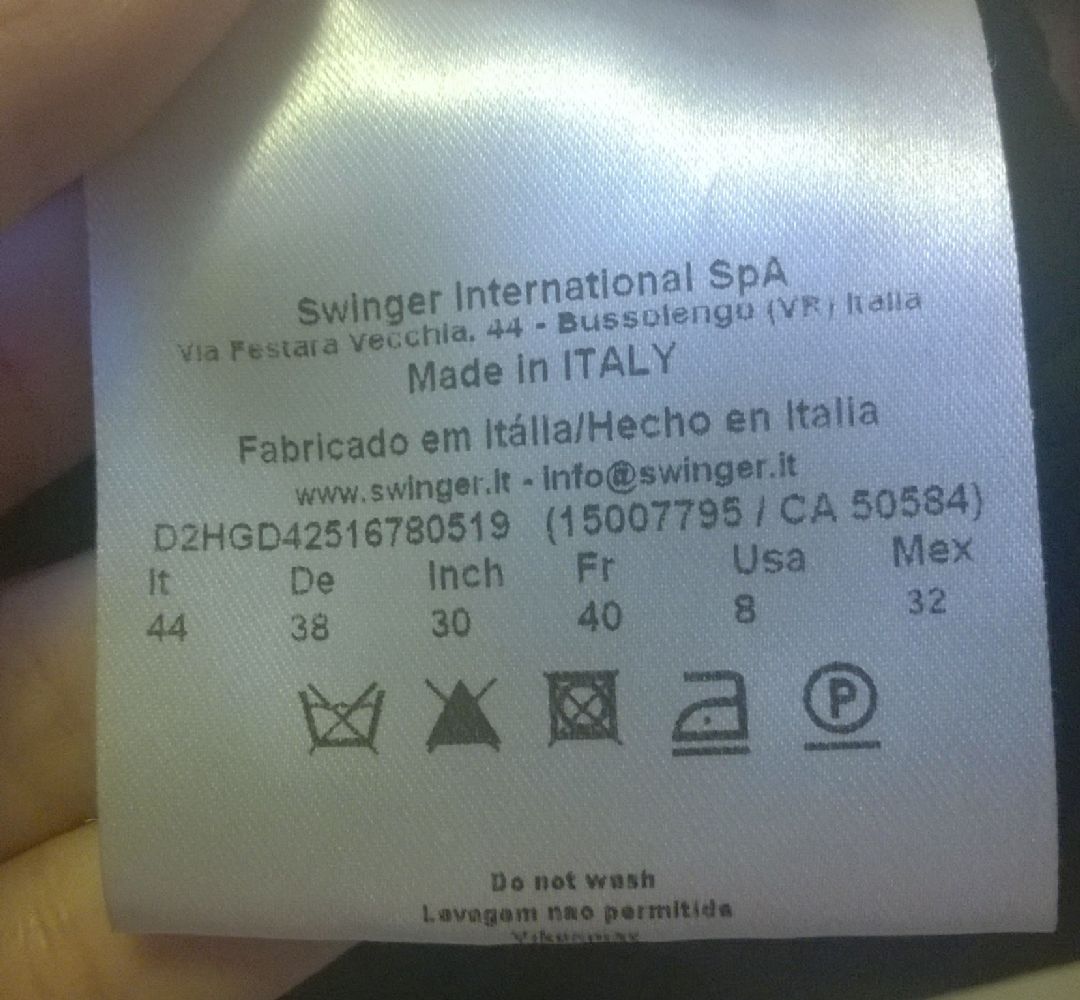 Swinger International SpA
Via Festara Vecchia, 44 - Bussolengo (VR) Italia
Made in ITALY
Fabricado em Itália/Hecho en Italia
www.swinger.it - info@swinger.it
D2HGD42516780519 (15007795 / CA 50584)
It De Inch Fr Usa Mex
44 38 30 40 8 32
P
Do not wash
Lavagem nao permitida